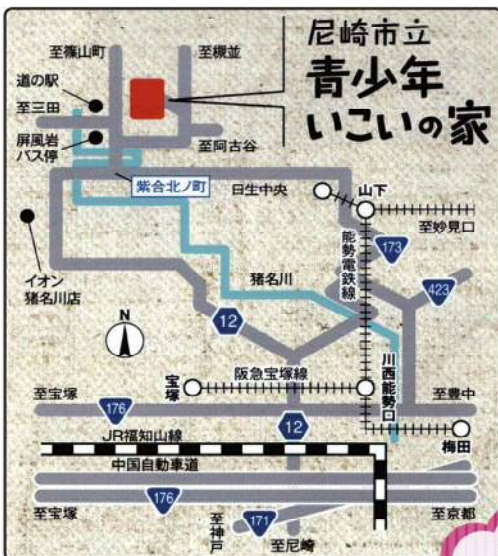 尼崎市立
青少年
いこいの家
至篠山町
至槻並
道の駅
至三田
屏風岩
バス停
至阿古谷
紫合北ノ町
日生中央
山下
至妙見口
能勢電鉄線
173
423
イオン
猪名川店
猪名川
N
12
川西能勢口
阪急宝塚線
宝塚
至宝塚
176
至豊中
12
梅田
JR福知山線
中国自動車道
至宝塚
176
至京都
171
至神戸
至尼崎